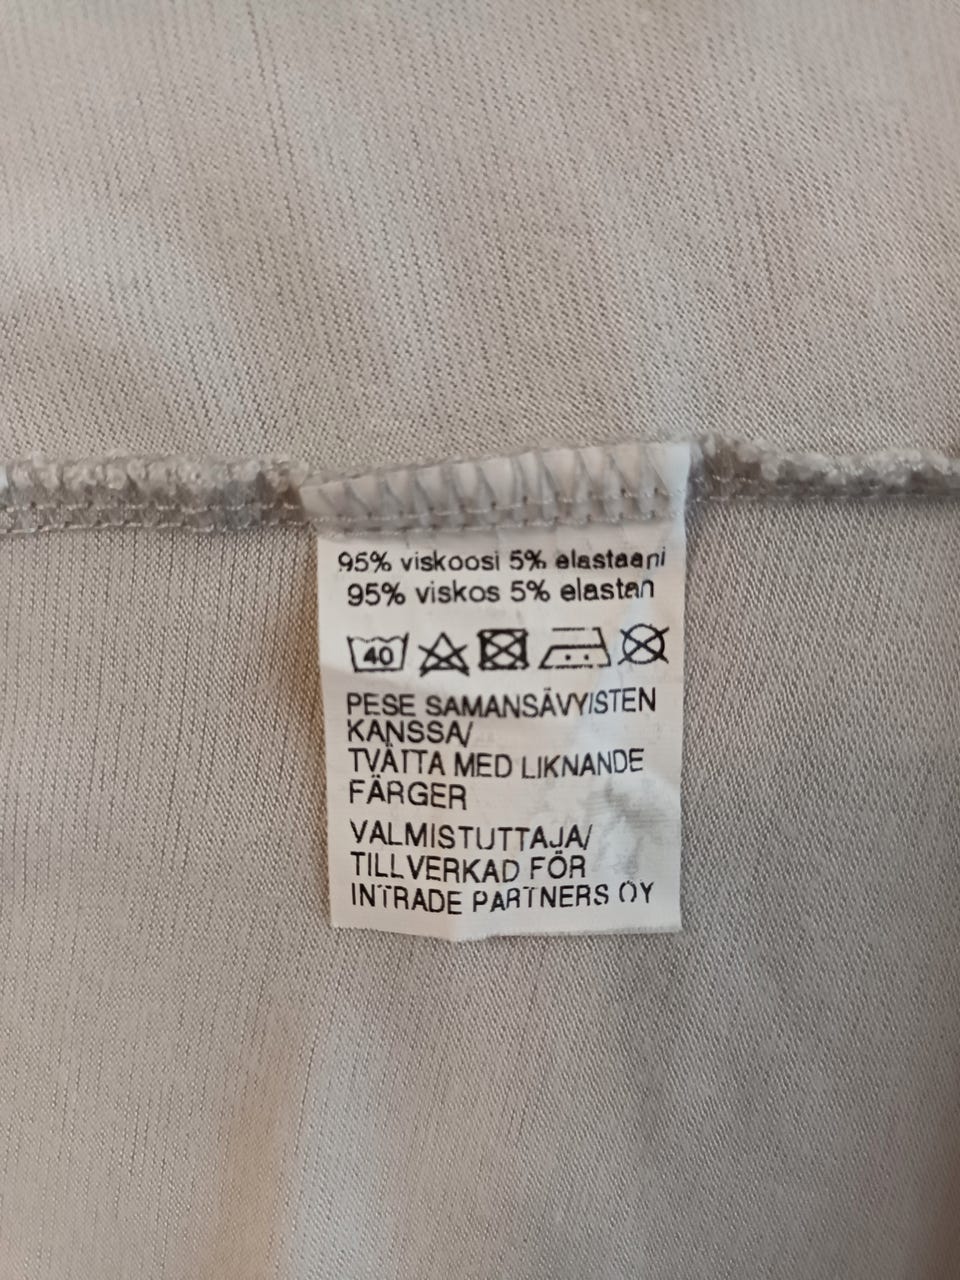 95% viskoosi 5% elastaani
95% viskos 5% elastan
40
PESE SAMANSÄVYISTEN
KANSSA/
TVÄTTA MED LIKNANDE
FÄRGER
VALMISTUTTAJA/
TILLVERKAD FÖR
INTRADE PARTNERS OY